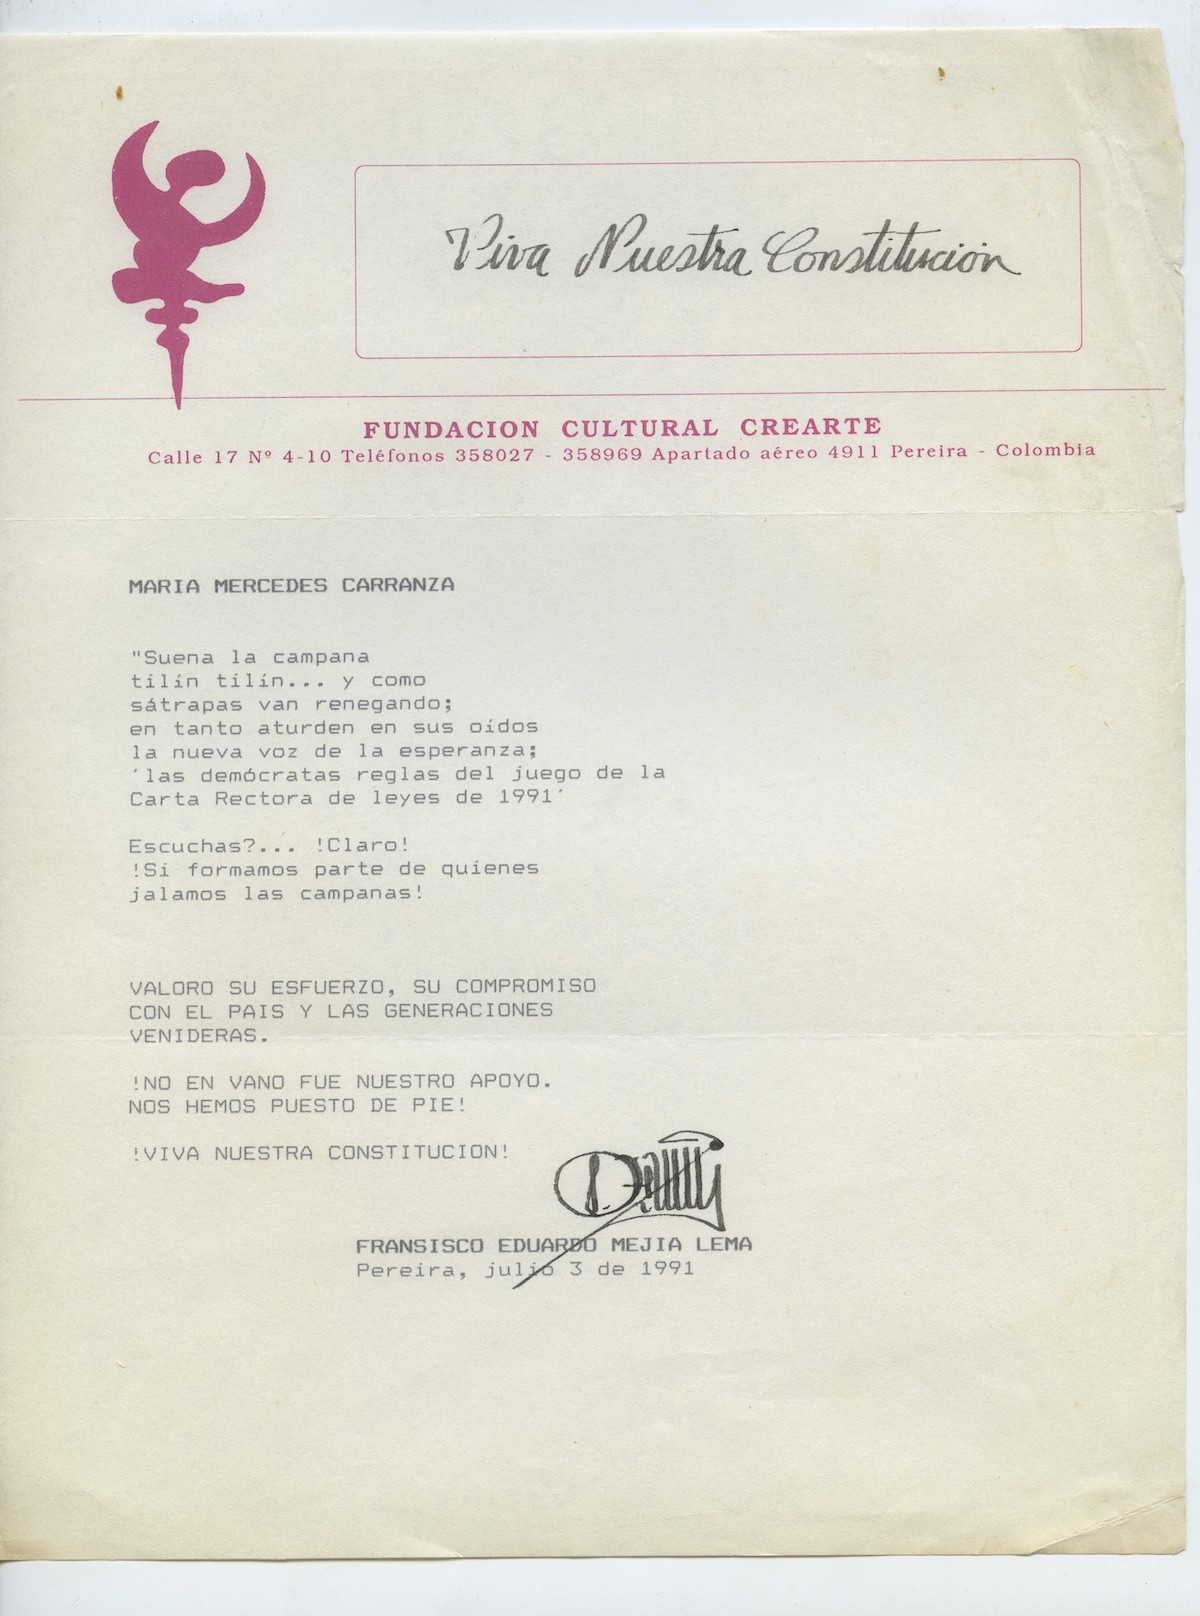 Viva Nuestra Constitución
FUNDACION CULTURAL CREARTE
Calle 17 Nº 4-10 Teléfonos 358027 - 358969 Apartado aéreo 4911 Pereira - Colombia
MARIA MERCEDES CARRANZA
"Suena la campana
tilín tilín... y como
sátrapas van renegando;
en tanto aturden en sus oídos
la nueva voz de la esperanza;
´las demócratas reglas del juego de la
Carta Rectora de leyes de 1991´
Escuchas?... !Claro!
!Si formamos parte de quienes
jalamos las campanas!
VALORO SU ESFUERZO, SU COMPROMISO
CON EL PAIS Y LAS GENERACIONES
VENIDERAS.
!NO EN VANO FUE NUESTRO APOYO.
NOS HEMOS PUESTO DE PIE!
!VIVA NUESTRA CONSTITUCION!
FRANSISCO EDUARDO MEJIA LEMA
Pereira, julio 3 de 1991